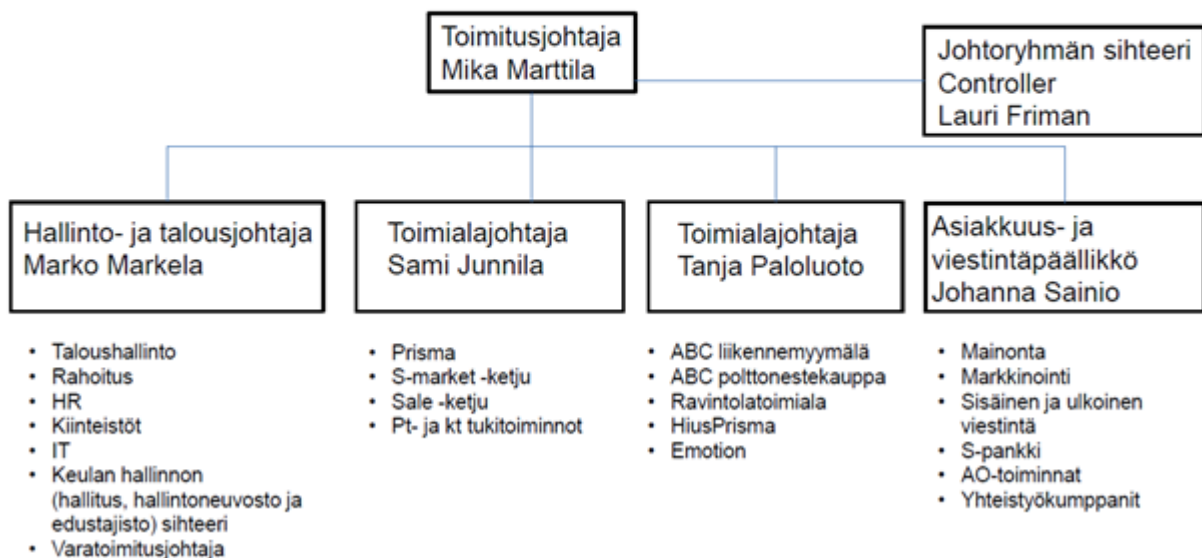 Toimitusjohtaja
Mika Marttila
Johtoryhmän sihteeri
Controller
Lauri Friman
Hallinto- ja talousjohtaja
Marko Markela
Toimialajohtaja
Sami Junnila
Toimialajohtaja
Tanja Paloluoto
Asiakkuus- ja
viestintäpäällikkö
Johanna Sainio
• Taloushallinto
• Rahoitus
• HR
• Kiinteistöt
• IT
• Keulan hallinnon
(hallitus, hallintoneuvosto ja
edustajisto) sihteeri
• Varatoimitusjohtaja
• Prisma
• S-market -ketju
• Sale -ketju
• Pt- ja kt tukitoiminnot
• ABC liikennemyymälä
• ABC polttonestekauppa
• Ravintolatoimiala
• HiusPrisma
• Emotion
• Mainonta
• Markkinointi
• Sisäinen ja ulkoinen
viestintä
• S-pankki
• AO-toiminnat
• Yhteistyökumppanit